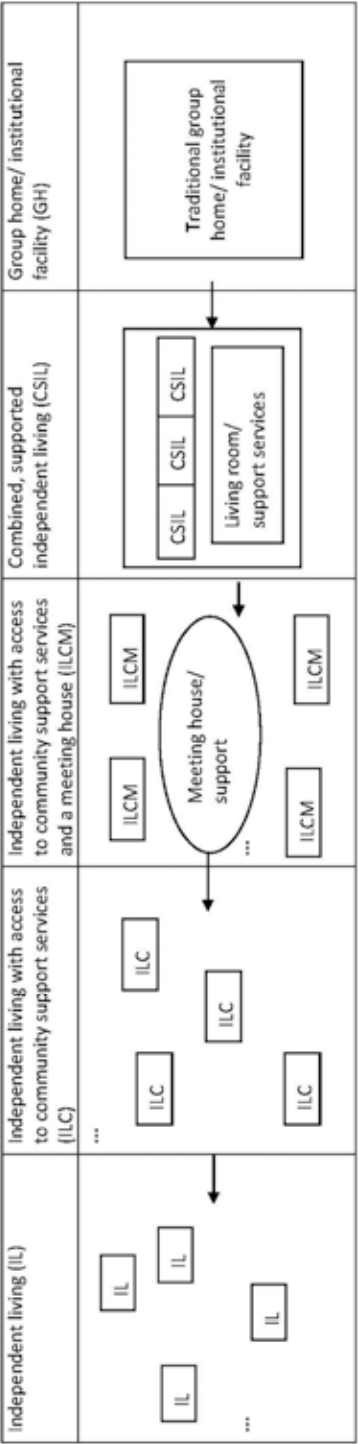 Independent living (IL)
IL
IL
IL
IL
...
Independent living with access
to community support services
(ILC)
...
ILC
ILC
ILC
ILC
Independent living with access
to community support services
and a meeting house (ILCM)
ILCM
ILCM
Meeting house/
support
...
ILCM
ILCM
Combined, supported
independent living (CSIL)
CSIL
CSIL
CSIL
Living room/
support services
Group home/ institutional
facility (GH)
Traditional group
home/ institutional
facility